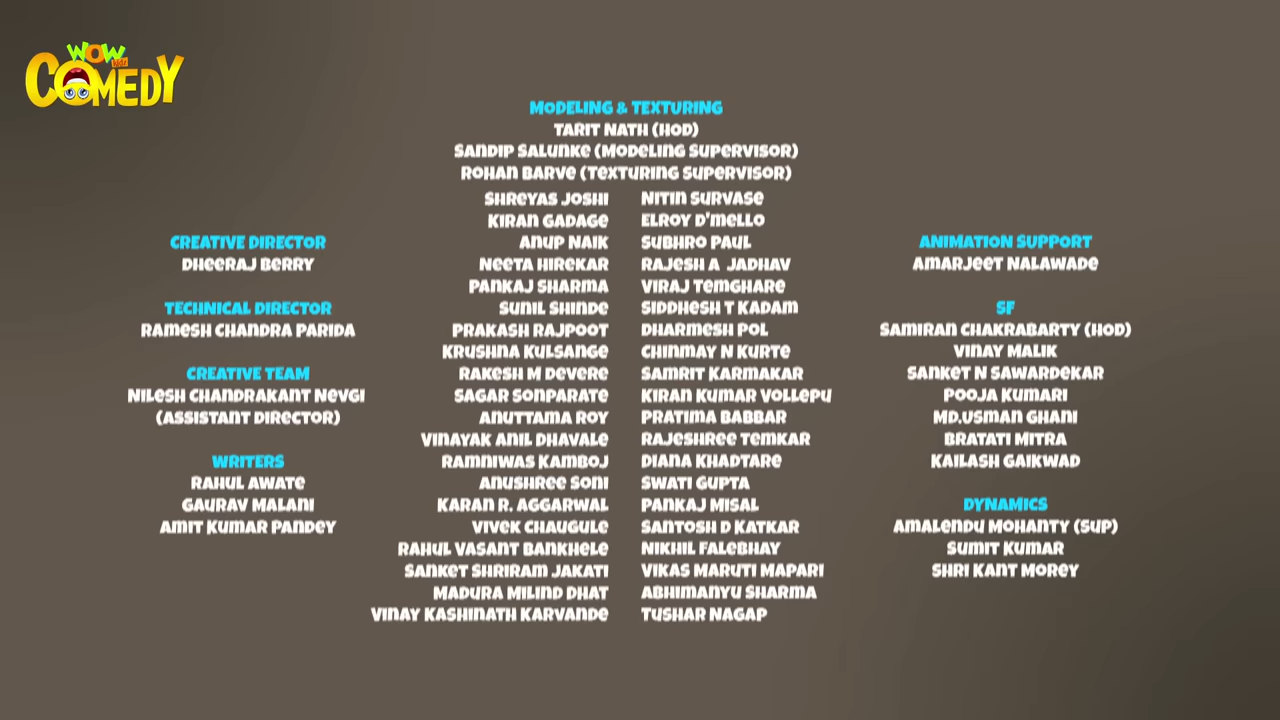 WOW
WAI
COMEDY
CREATIVE DIRECTOR
DHEERAJ BERRY
TECHNICAL DIRECTOR
RAMESH CHANDRA PARIDA
CREATIVE TEAM
NILESH CHANDRAKANT NEVGI
(ASSISTANT DIRECTOR)
WRITERS
RAHUL AWATE
GAURAV MALANI
AMIT KUMAR PANDEY
MODELING & TEXTURING
TARIT NATH (HOD)
SANDIP SALUNKE (MODELING SUPERVISOR)
ROHAN BARVE (TEXTURING SUPERVISOR)
SHREYAS JOSHI
KIRAN GADAGE
ANUP NAIK
NEETA HIREKAR
PANKAJ SHARMA
SUNIL SHINDE
PRAKASH RAJPOOT
KRUSHNA KULSANGE
RAKESH M DEVERE
SAGAR SONPARATE
ANUTTAMA ROY
VINAYAK ANIL DHAVALE
RAMNIWAS KAMBOJ
ANUSHREE SONI
KARAN R. AGGARWAL
VIVEK CHAUGULE
RAHUL VASANT BANKHELE
SANKET SHRIRAM JAKATI
MADURA MILIND DHAT
VINAY KASHINATH KARVANDE
NITIN SURVASE
ELROY D'MELLO
SUBHRO PAUL
RAJESH A JADHAV
VIRAJ TEMGHARE
SIDDHESH T KADAM
DHARMESH POL
CHINMAY N KURTE
SAMRIT KARMAKAR
KIRAN KUMAR VOLLEPU
PRATIMA BABBAR
RAJESHREE TEMKAR
DIANA KHADTARE
SWATI GUPTA
PANKAJ MISAL
SANTOSH D KATKAR
NIKHIL FALEBHAY
VIKAS MARUTI MAPARI
ABHIMANYU SHARMA
TUSHAR NAGAP
ANIMATION SUPPORT
AMARJEET NALAWADE
SF
SAMIRAN CHAKRABARTY (HOD)
VINAY MALIK
SANKET N SAWARDEKAR
POOJA KUMARI
MD.USMAN GHANI
BRATATI MITRA
KAILASH GAIKWAD
DYNAMICS
AMALENDU MOHANTY (SUP)
SUMIT KUMAR
SHRI KANT MOREY